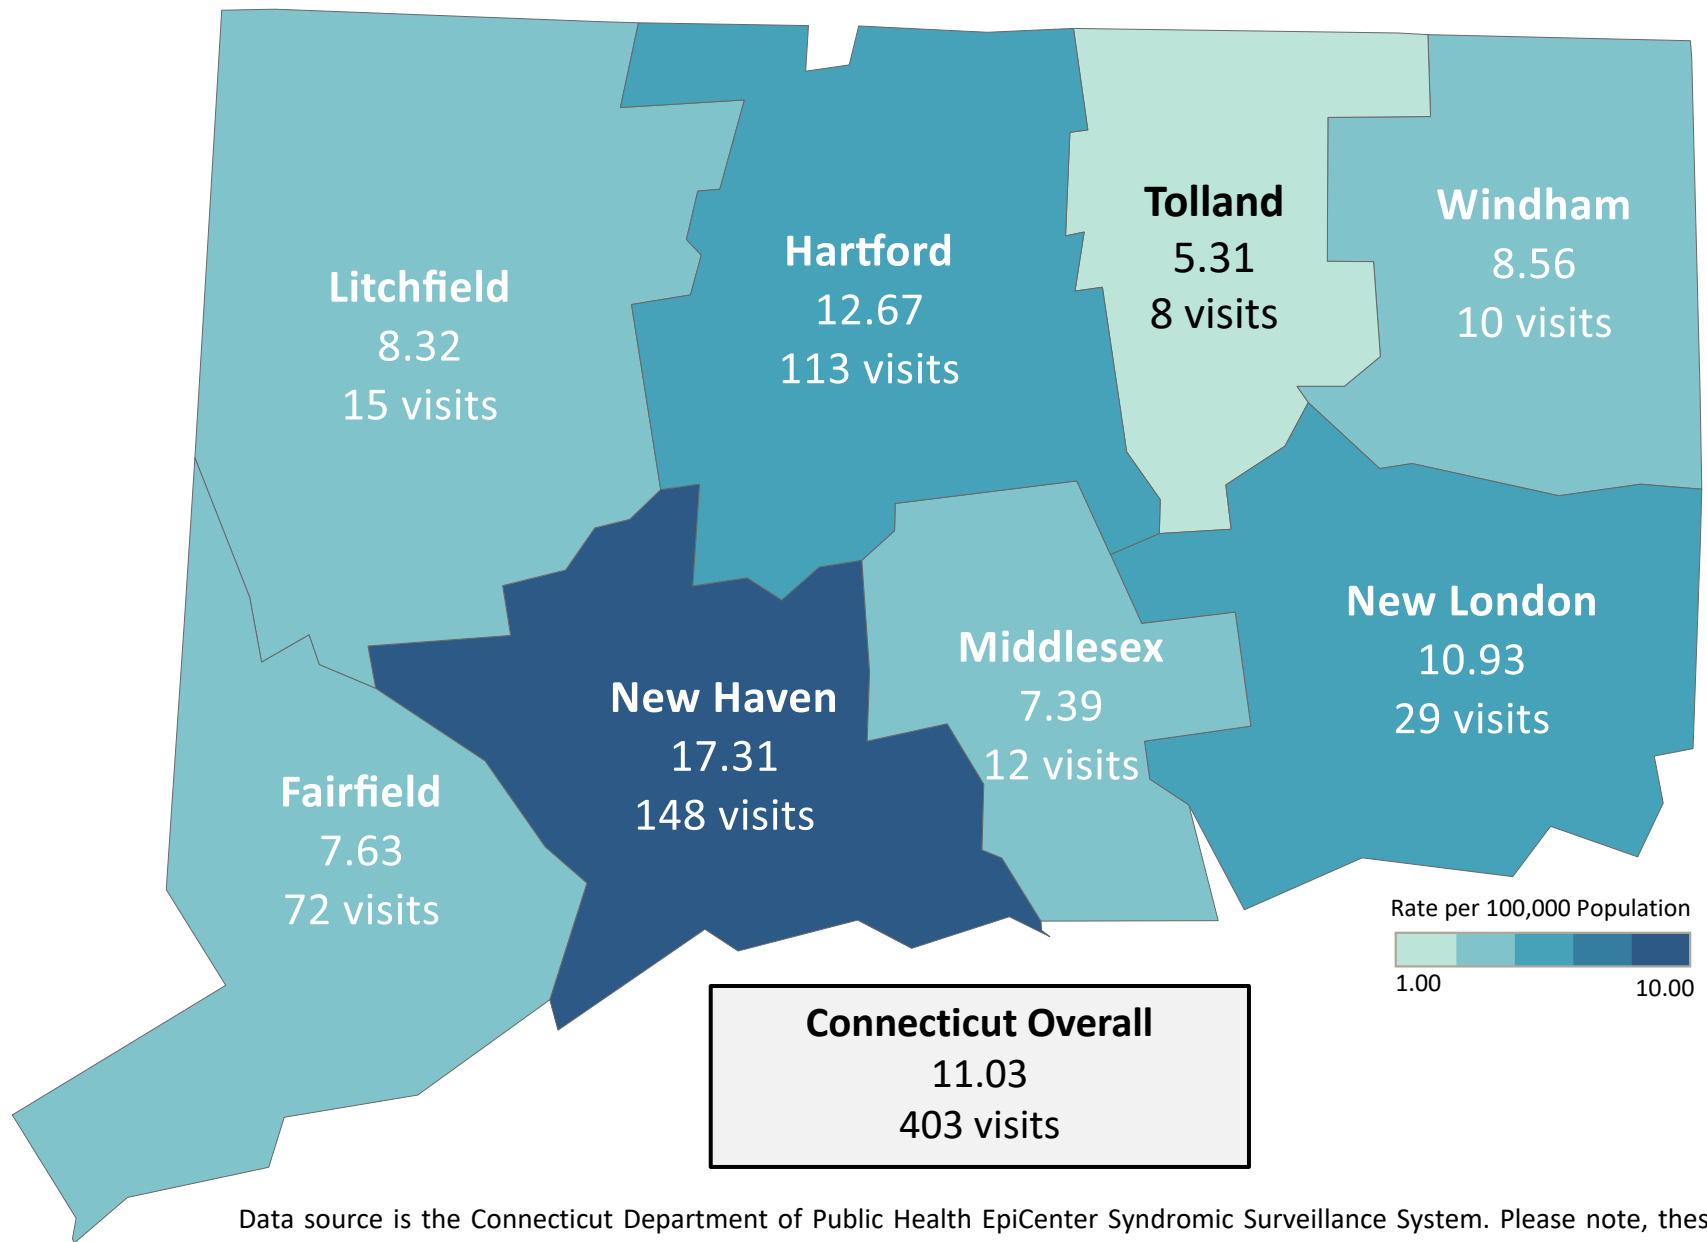 Tolland
5.31
8 visits
Windham
8.56
10 visits
Hartford
12.67
113 visits
Litchfield
8.32
15 visits
New London
10.93
29 visits
Middlesex
7.39
12 visits
New Haven
17.31
148 visits
Fairfield
7.63
72 visits
Rate per 100,000 Population
1.00
10.00
Connecticut Overall
11.03
403 visits
Data source is the Connecticut Department of Public Health EpiCenter Syndromic Surveillance System. Please note, thes